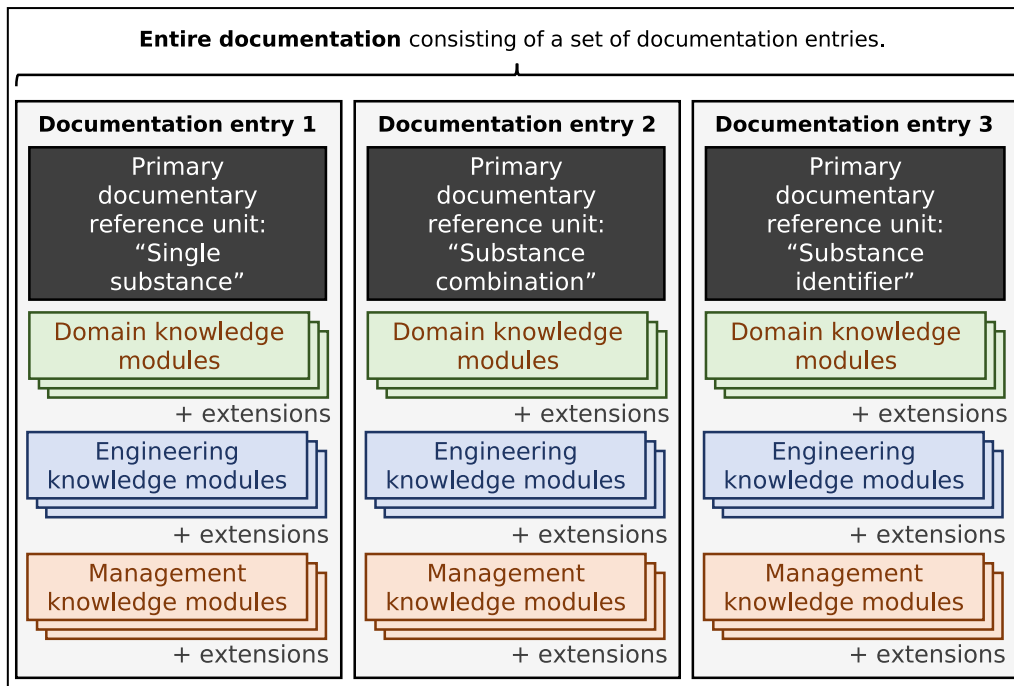 Entire documentation consisting of a set of documentation entries.
Documentation entry 1
Primary
documentary
reference unit:
“Single
substance”
Domain knowledge
modules
+ extensions
Engineering
knowledge modules
+ extensions
Management
knowledge modules
+ extensions
Documentation entry 2
Primary
documentary
reference unit:
“Substance
combination”
Domain knowledge
modules
+ extensions
Engineering
knowledge modules
+ extensions
Management
knowledge modules
+ extensions
Documentation entry 3
Primary
documentary
reference unit:
“Substance
identifier”
Domain knowledge
modules
+ extensions
Engineering
knowledge modules
+ extensions
Management
knowledge modules
+ extensions